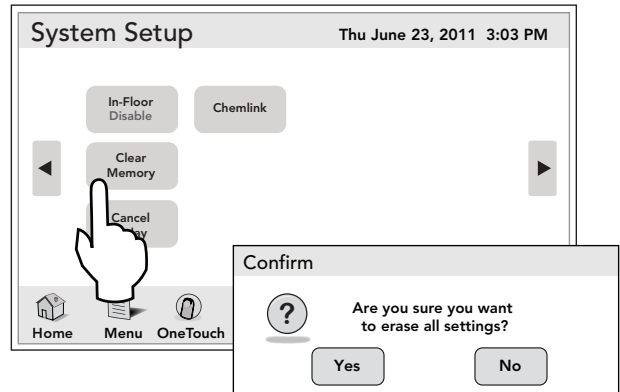 System Setup
Thu June 23, 2011 3:03 PM
In-Floor
Disable
Chemlink
Clear
Memory
Cancel
Home
Menu
OneTouch
Confirm
?
Are you sure you want
to erase all settings?
Yes
No